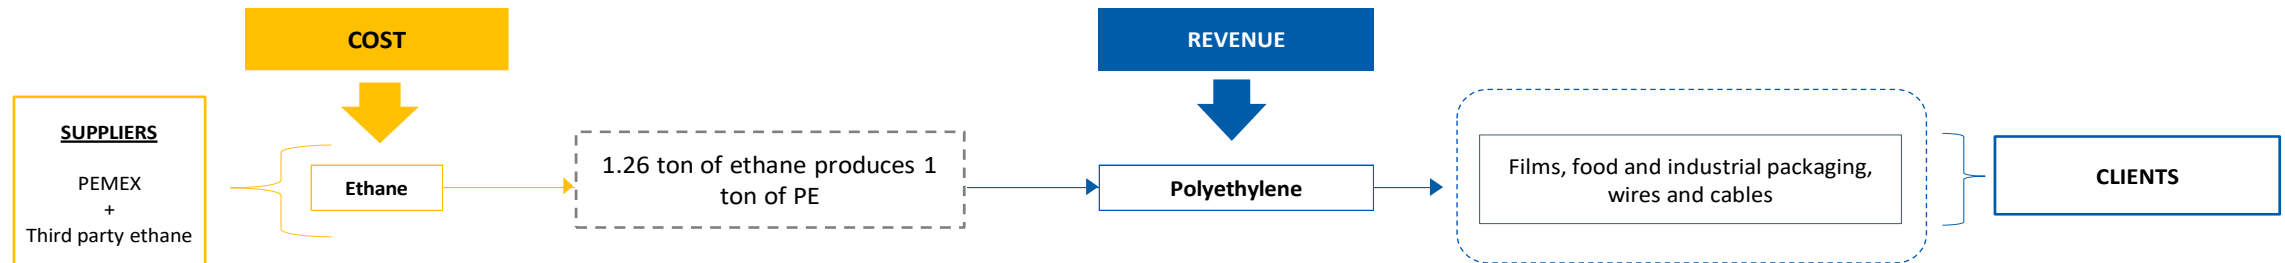 COST
REVENUE
SUPPLIERS
PEMEX
+
Third party ethane
Ethane
1.26 ton of ethane produces 1
ton of PE
Polyethylene
Films, food and industrial packaging,
wires and cables
CLIENTS